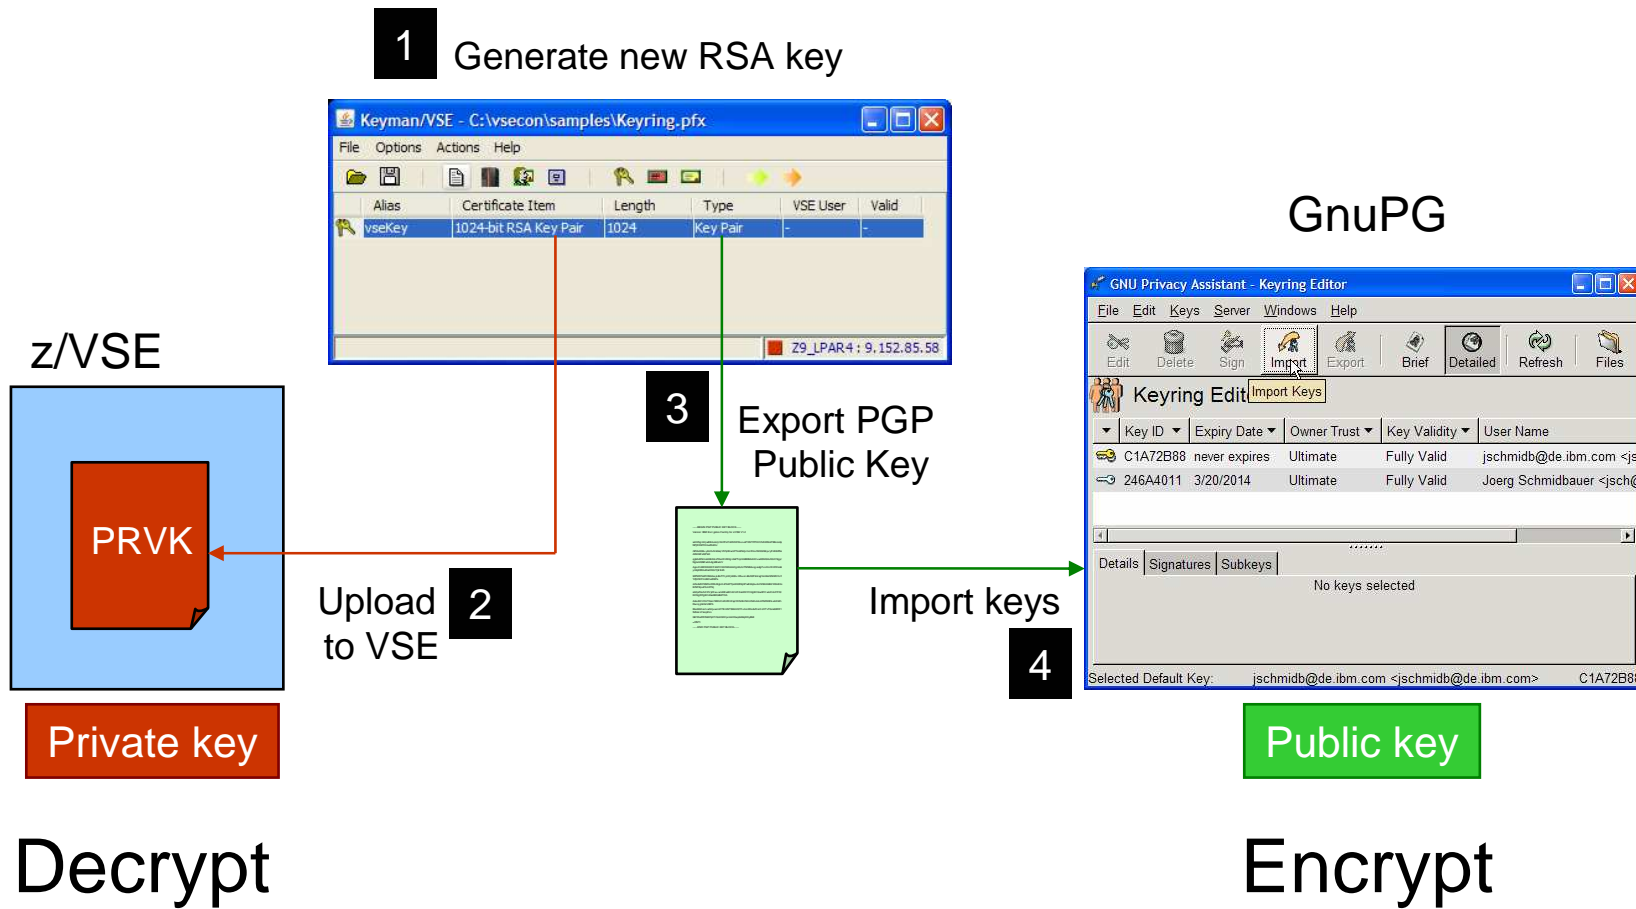 1
Generate new RSA key
Keyman/VSE - C:\vsecon\samples\Keyring.pfx
File Options Actions Help
Alias Certificate Item Length Type VSE User Valid
vseKey 1024-bit RSA Key Pair 1024 Key Pair - -
Z9_LPAR4 : 9.152.85.58
GnuPG
GNU Privacy Assistant - Keyring Editor
File Edit Keys Server Windows Help
Edit Delete Sign Import Export Brief Detailed Refresh Files
Import Keys
Keyring Edit
Key ID Expiry Date Owner Trust Key Validity User Name
C1A72B88 never expires Ultimate Fully Valid jschmidb@de.ibm.com <js
246A4011 3/20/2014 Ultimate Fully Valid Joerg Schmidbauer <jsch@
Details Signatures Subkeys
No keys selected
Selected Default Key: jschmidb@de.ibm.com <jschmidb@de.ibm.com> C1A72B88
z/VSE
PRVK
3
Export PGP
Public Key
Upload
to VSE
2
Import keys
4
Private key
Public key
Decrypt
Encrypt